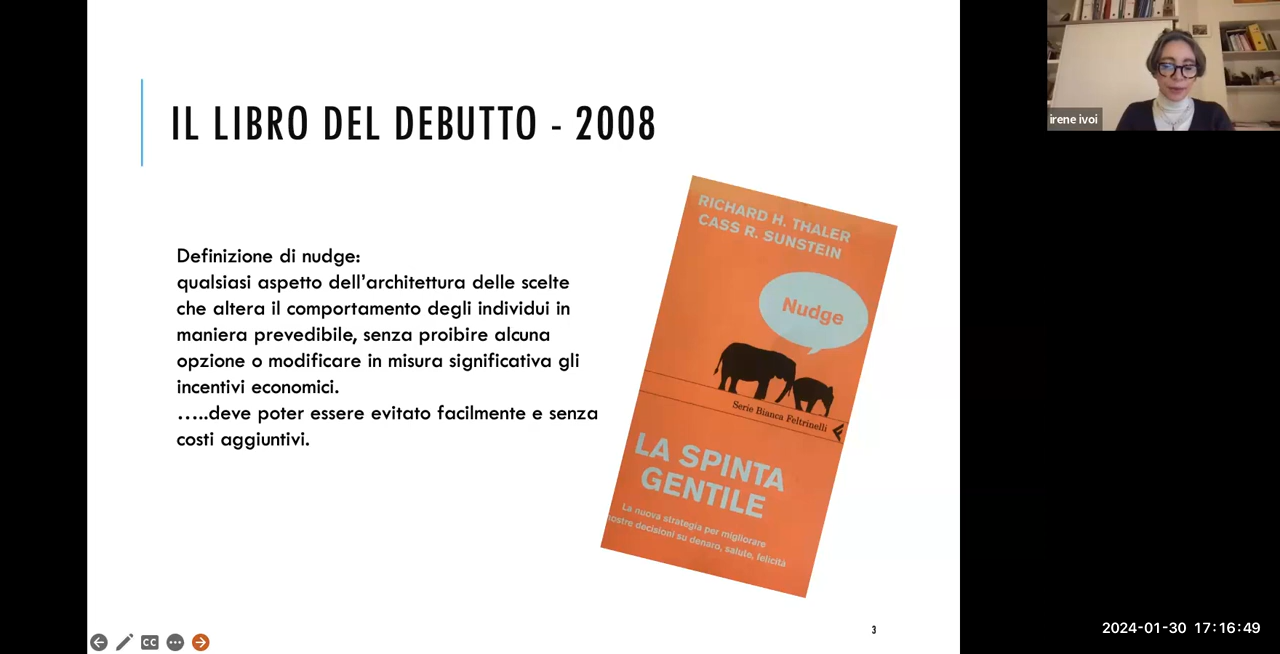 IL LIBRO DEL DEBUTTO - 2008
Definizione di nudge:
qualsiasi aspetto dell'architettura delle scelte
che altera il comportamento degli individui in
maniera prevedibile, senza proibire alcuna
opzione o modificare in misura significativa gli
incentivi economici.
…..deve poter essere evitato facilmente e senza
costi aggiuntivi.
RICHARD H. THALER
CASS R. SUNSTEIN
Nudge
Serie Bianca Feltrinelli
LA SPINTA
GENTILE
La nuova strategia per migliorare
nostre decisioni su denaro, salute, felicità
3
CC
irene ivoi
2024-01-30 17:16:49